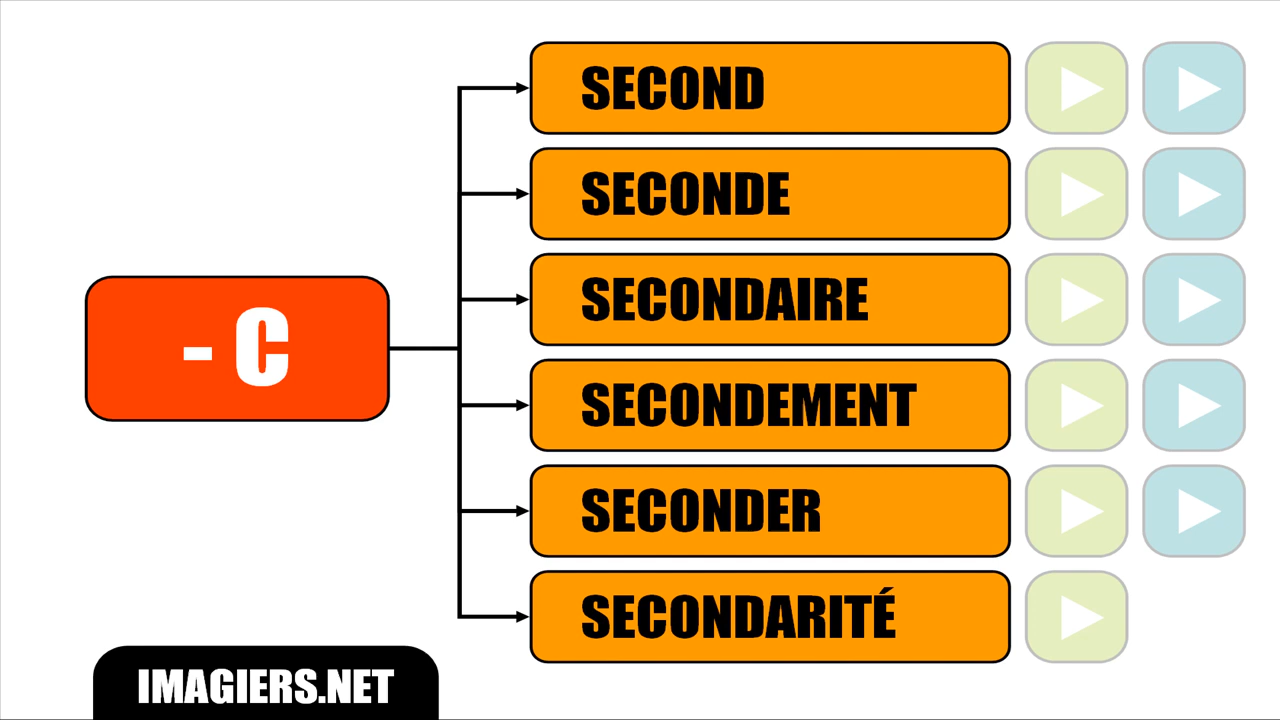 - C
SECOND
SECONDE
SECONDAIRE
SECONDEMENT
SECONDER
SECONDARITÉ
IMAGIERS.NET